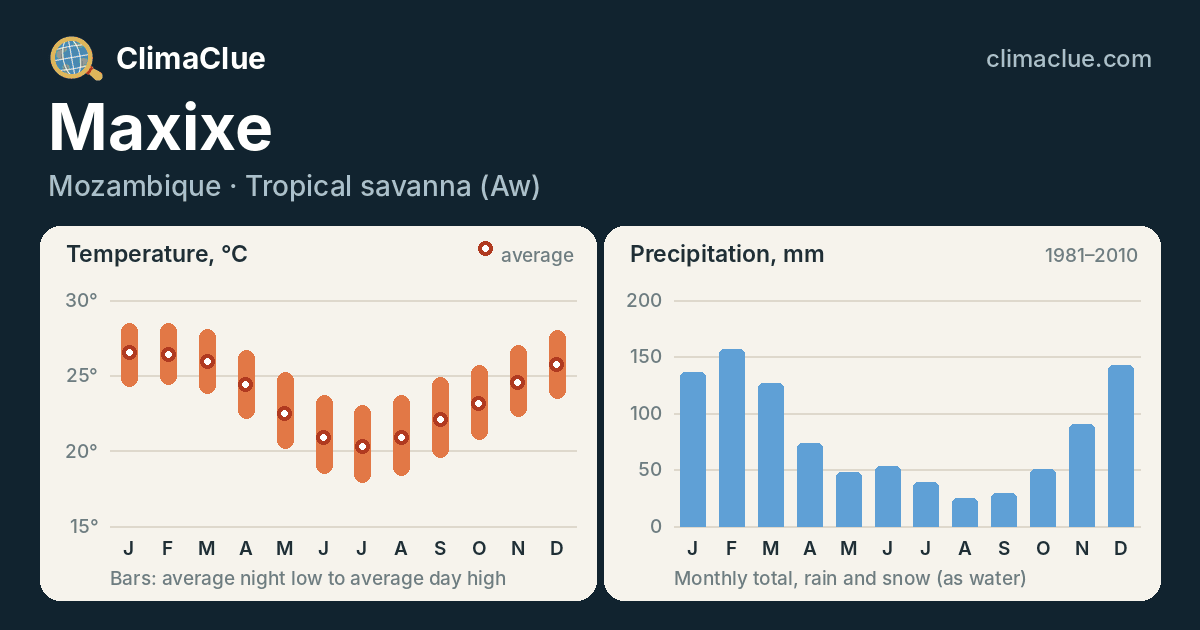 ClimaClue
climaclue.com
Maxixe
Mozambique · Tropical savanna (Aw)
Temperature, °C
average
30°
25°
20°
15°
J F M A M J J A S O N D
Bars: average night low to average day high
Precipitation, mm
1981–2010
200
150
100
50
0
J F M A M J J A S O N D
Monthly total, rain and snow (as water)